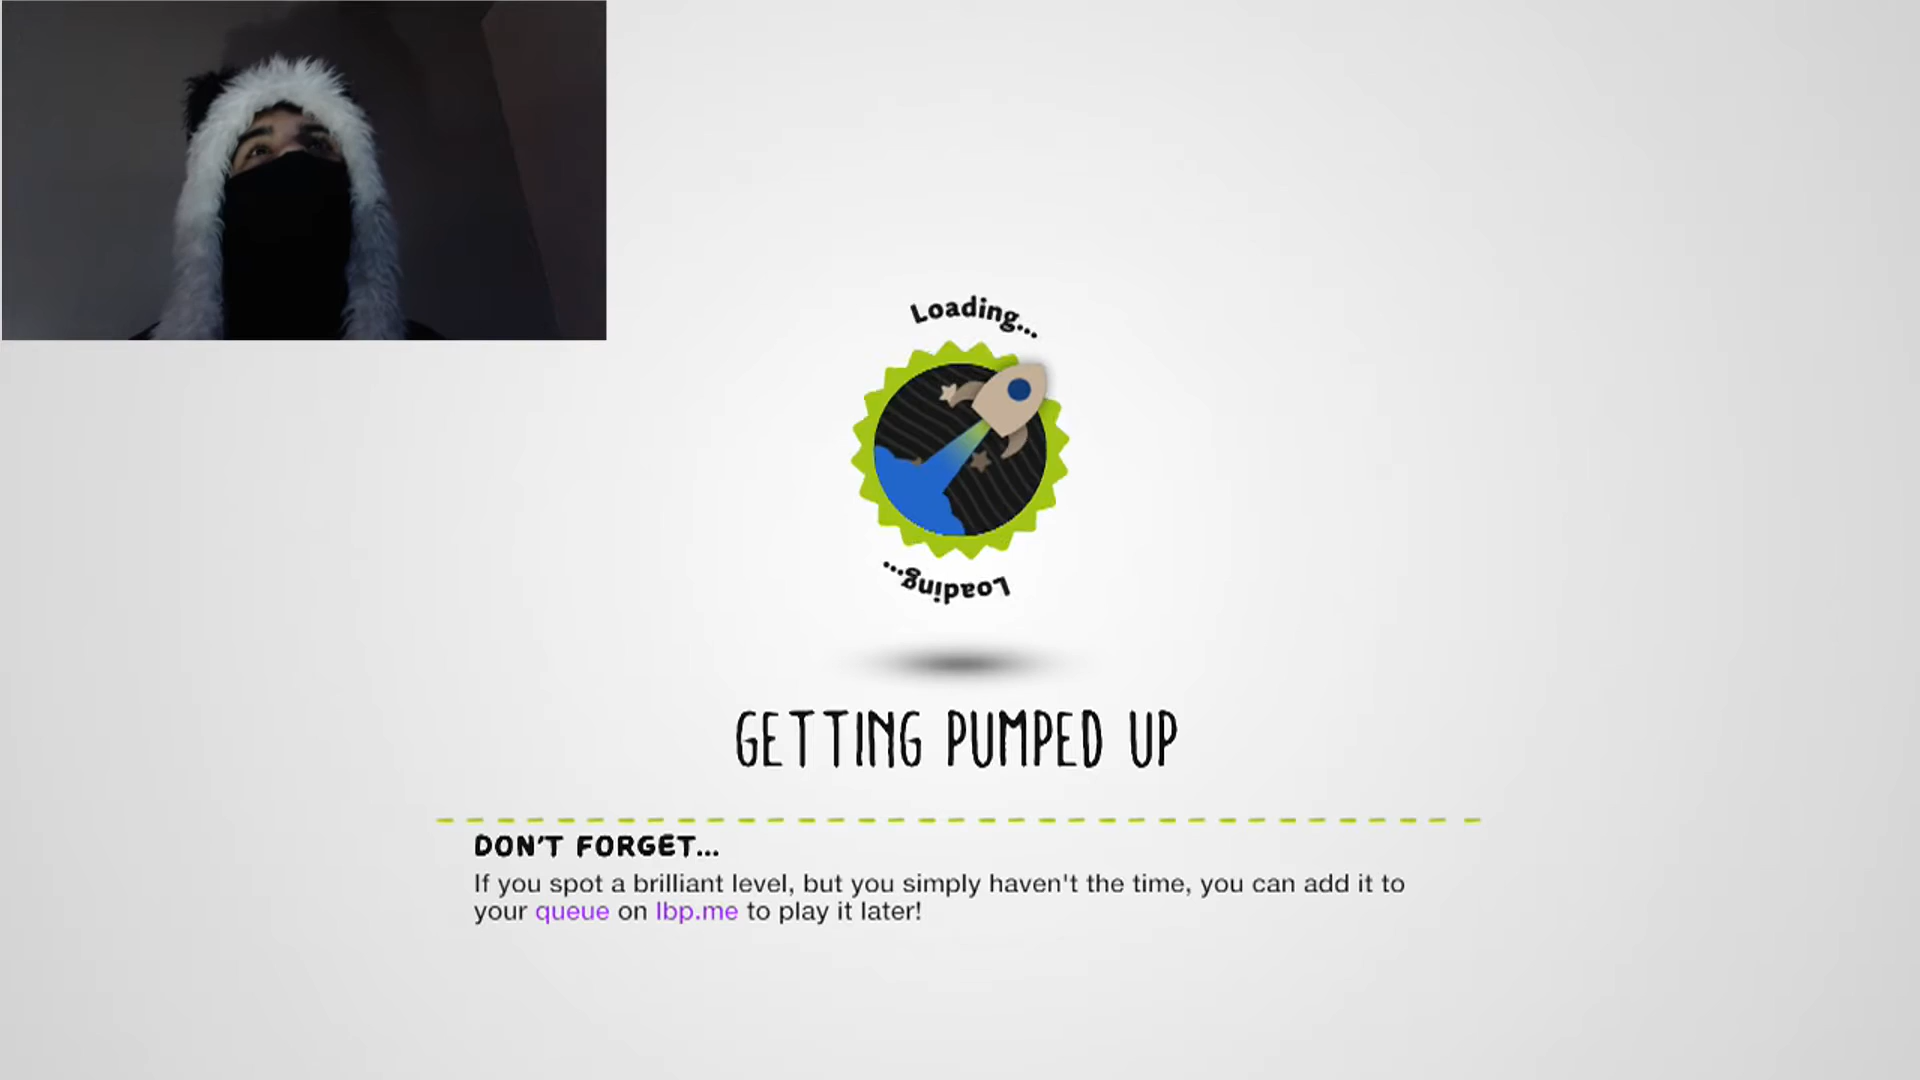 Loading...
Loading...
GETTING PUMPED UP
DON'T FORGET...
If you spot a brilliant level, but you simply haven't the time, you can add it to
your queue on lbp.me to play it later!